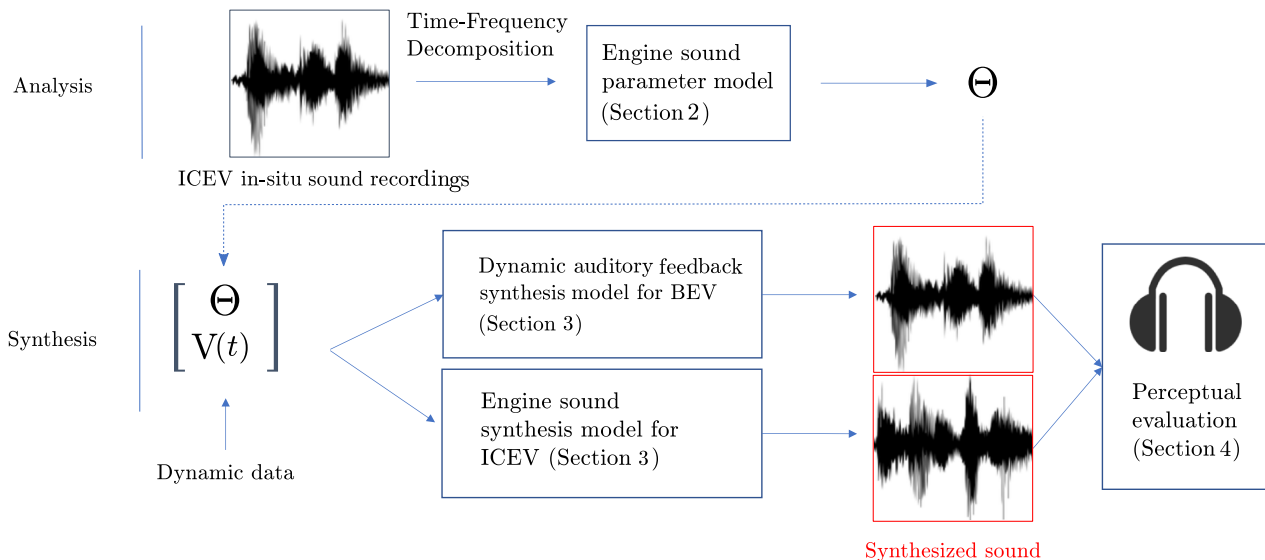 Time-Frequency
Decomposition
Analysis
Engine sound
parameter model
(Section 2)
Θ
ICEV in-situ sound recordings
Synthesis
Θ
V(t)
Dynamic data
Dynamic auditory feedback
synthesis model for BEV
(Section 3)
Engine sound
synthesis model for
ICEV (Section 3)
Perceptual
evaluation
(Section 4)
Synthesized sound